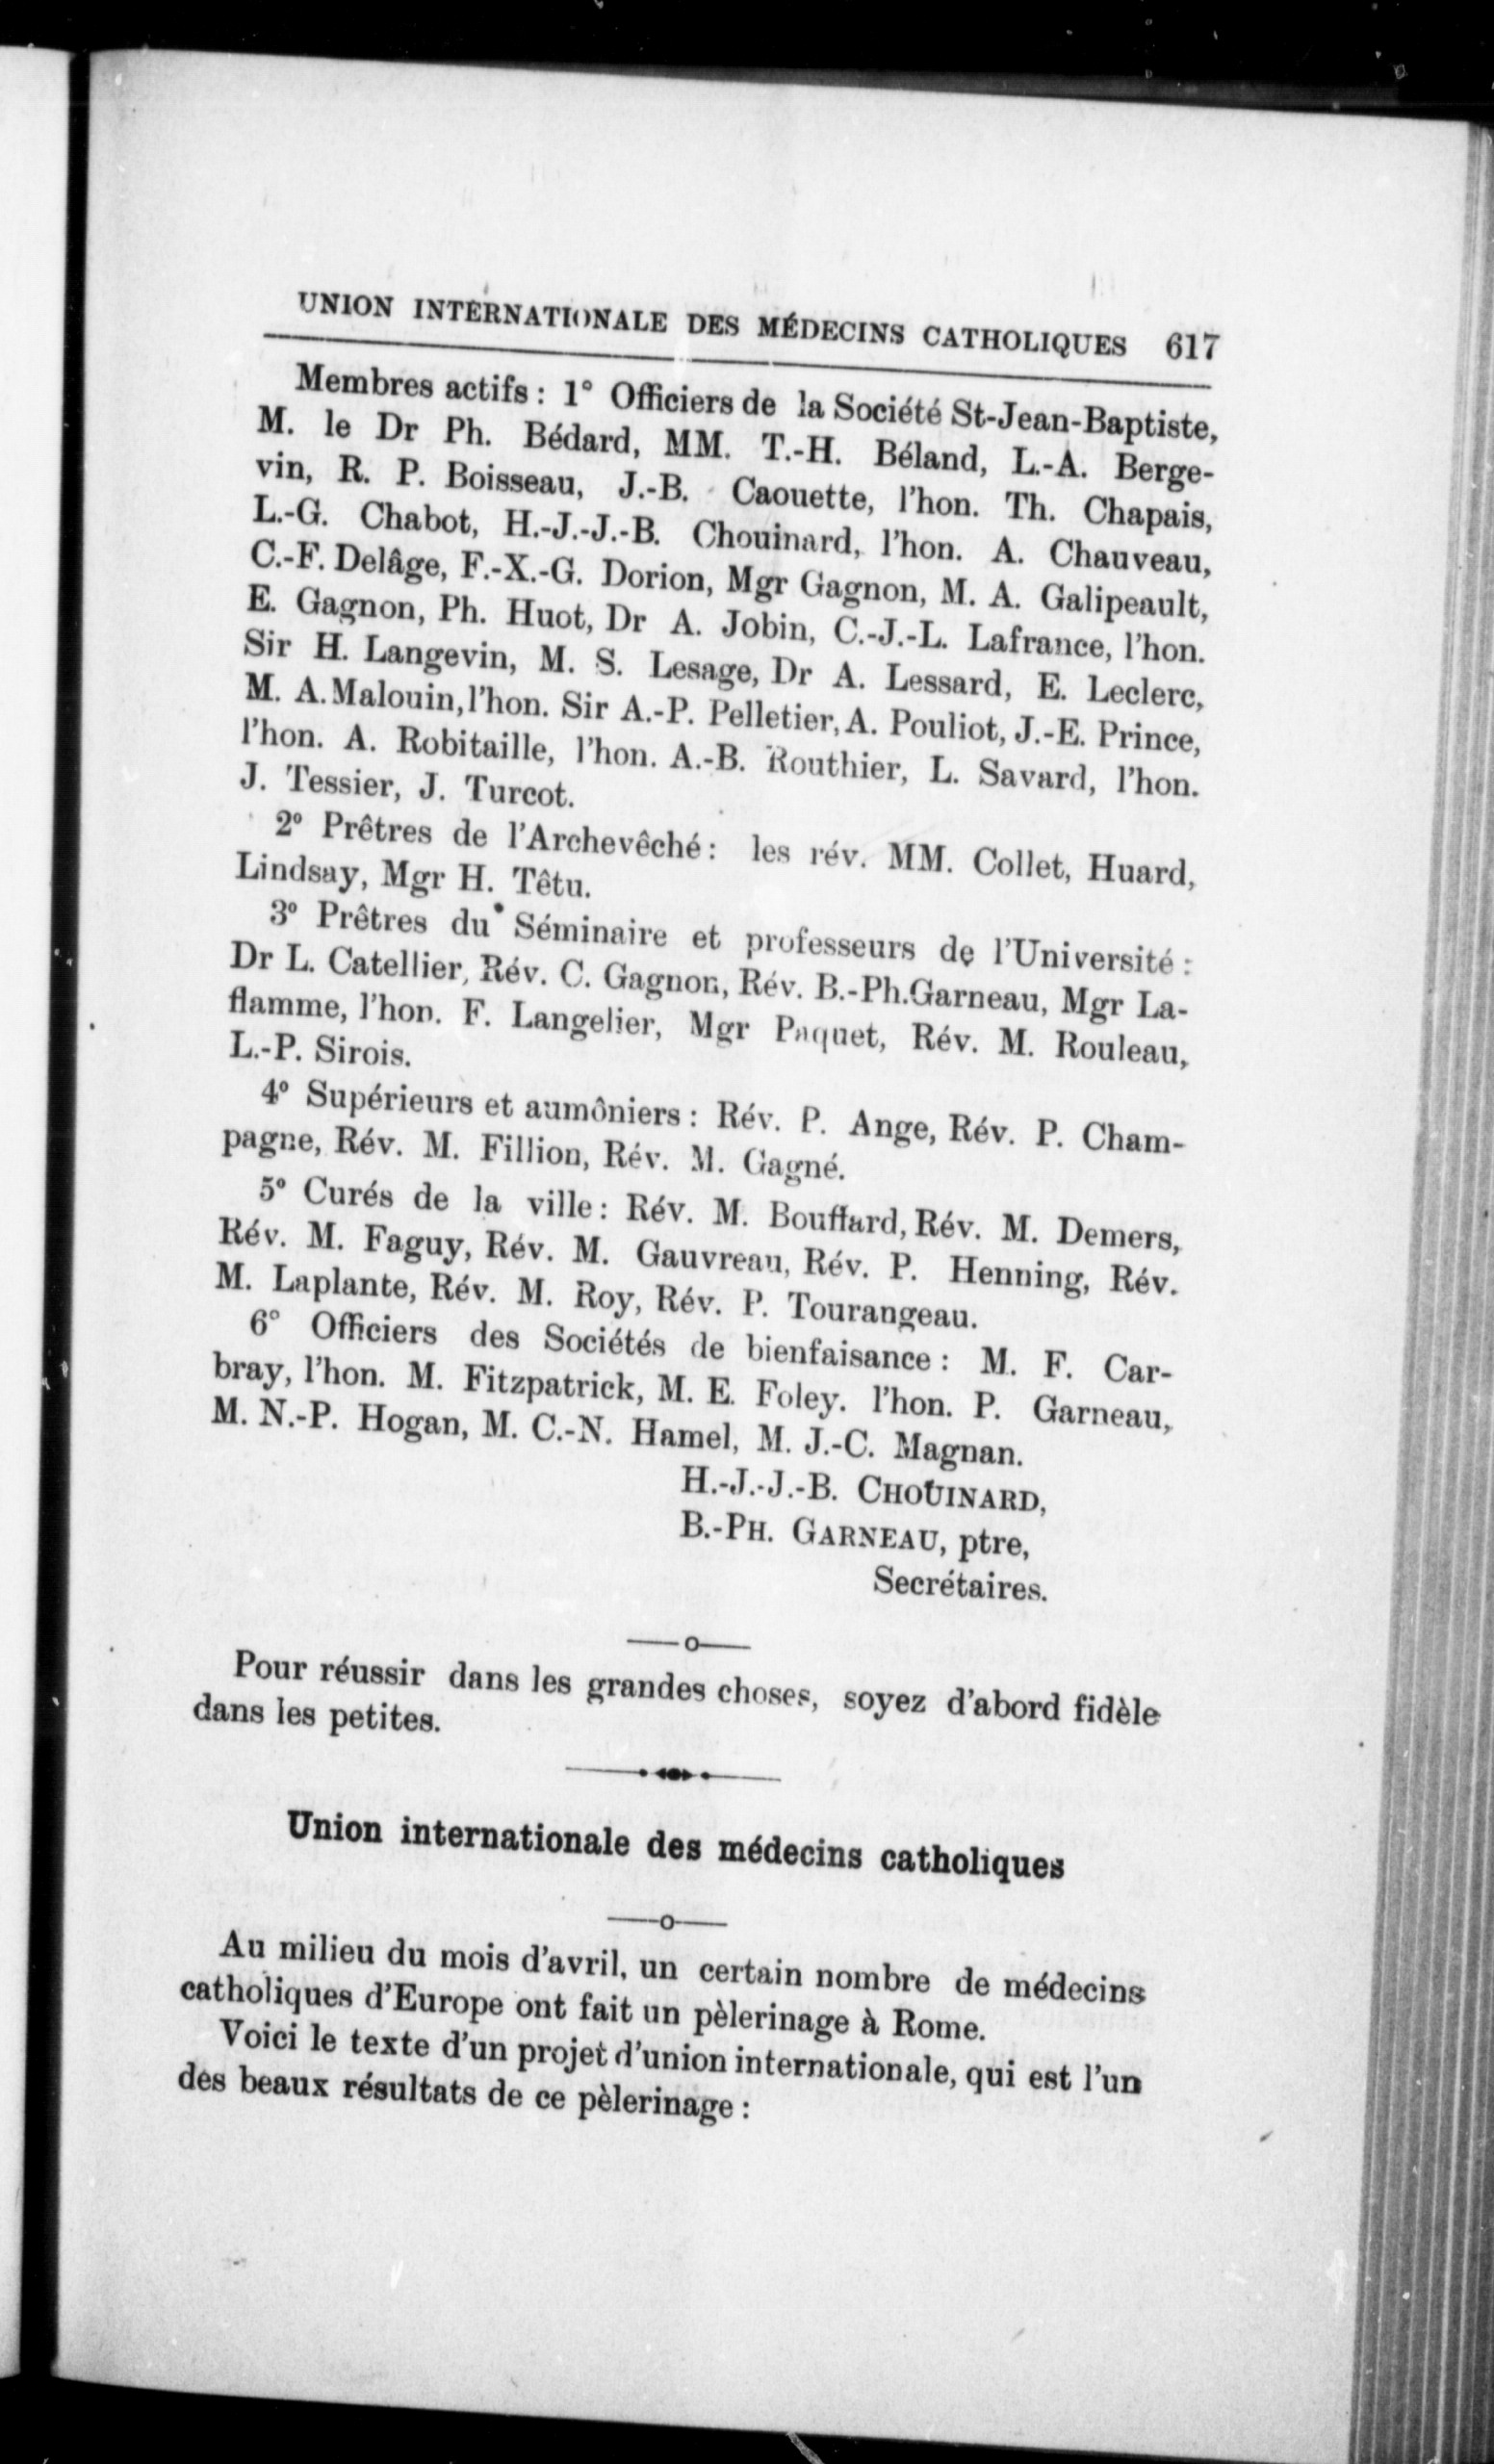 UNION INTERNATIONALE DES MÉDECINS CATHOLIQUES 617
Membres actifs : 1° Officiers de la Société St-Jean-Baptiste,
M. le Dr Ph. Bédard, MM. T.-H. Béland, L.-A. Berge-
vin, R. P. Boisseau, J.-B. Caouette, l'hon. Th. Chapais,
L.-G. Chabot, H.-J.-J.-B. Chouinard, l'hon. A. Chauveau,
C.-F. Delâge, F.-X.-G. Dorion, Mgr Gagnon, M. A. Galipeault,
E. Gagnon, Ph. Huot, Dr A. Jobin, C.-J.-L. Lafrance, l'hon.
Sir H. Langevin, M. S. Lesage, Dr A. Lessard, E. Leclerc,
M. A. Malouin, l'hon. Sir A.-P. Pelletier, A. Pouliot, J.-E. Prince,
l'hon. A. Robitaille, l'hon. A.-B. Routhier, L. Savard, l'hon.
J. Tessier, J. Turcot.
2° Prêtres de l'Archevêché : les rév. MM. Collet, Huard,
Lindsay, Mgr H. Têtu.
3° Prêtres du Séminaire et professeurs de l'Université :
Dr L. Catellier, Rév. C. Gagnon, Rév. B.-Ph. Garneau, Mgr La-
flamme, l'hon. F. Langelier, Mgr Paquet, Rév. M. Rouleau,
L.-P. Sirois.
4° Supérieurs et aumôniers : Rév. P. Ange, Rév. P. Cham-
pagne, Rév. M. Fillion, Rév. M. Gagné.
5° Curés de la ville : Rév. M. Bouffard, Rév. M. Demers,
Rév. M. Faguy, Rév. M. Gauvreau, Rév. P. Henning, Rév.
M. Laplante, Rév. M. Roy, Rév. P. Tourangeau.
6° Officiers des Sociétés de bienfaisance : M. F. Car-
bray, l'hon. M. Fitzpatrick, M. E. Foley. l'hon. P. Garneau,
M. N.-P. Hogan, M. C.-N. Hamel, M. J.-C. Magnan.
H.-J.-J.-B. CHOUINARD,
B.-PH. GARNEAU, ptre,
Secrétaires.
Pour réussir dans les grandes choses, soyez d'abord fidèle
dans les petites.
Union internationale des médecins catholiques
Au milieu du mois d'avril, un certain nombre de médecins
catholiques d'Europe ont fait un pèlerinage à Rome.
Voici le texte d'un projet d'union internationale, qui est l'un
des beaux résultats de ce pèlerinage :